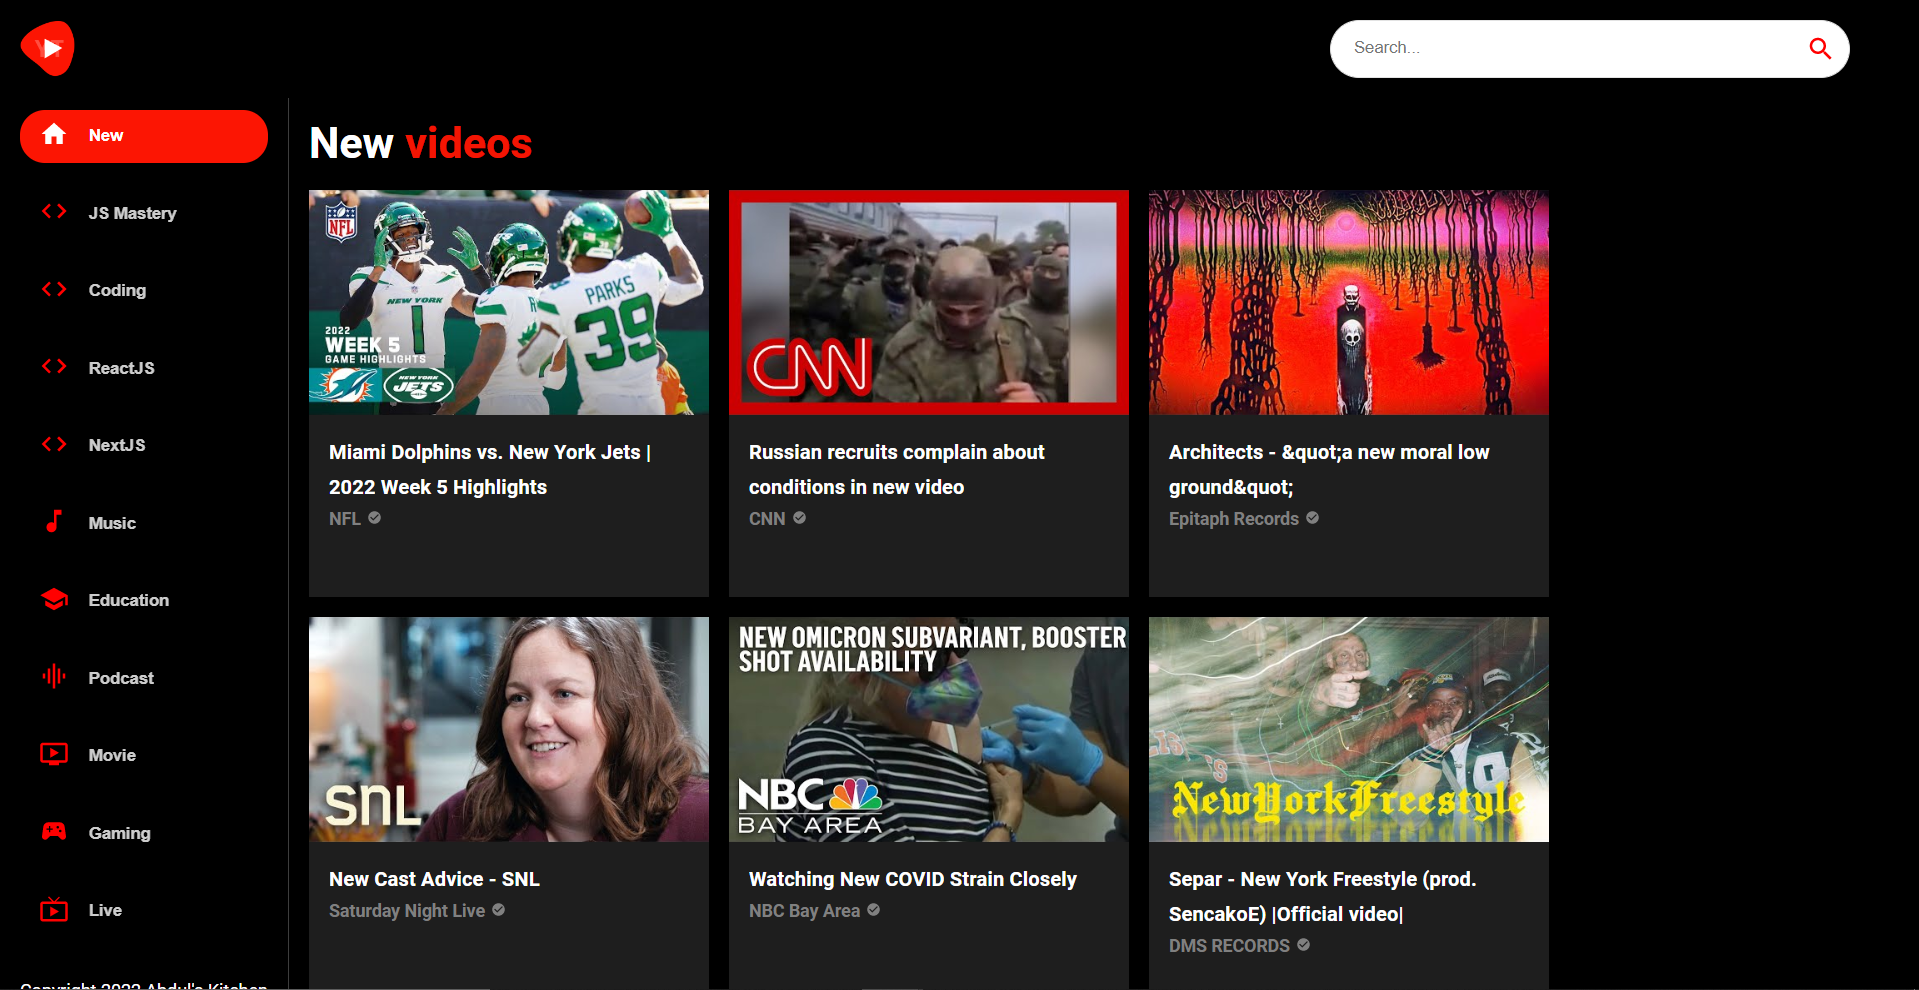 YT
Search...
New
JS Mastery
Coding
ReactJS
NextJS
Music
Education
Podcast
Movie
Gaming
Live
Copyright 2022 Abdul's Kitchen
New videos
NFL
NEW YORK
1
PARKS
39
2022
WEEK 5
GAME HIGHLIGHTS
NEW YORK
JETS
Miami Dolphins vs. New York Jets |
2022 Week 5 Highlights
NFL
CNN
Russian recruits complain about
conditions in new video
CNN
Architects - &quot;a new moral low
ground&quot;
Epitaph Records
SNL
New Cast Advice - SNL
Saturday Night Live
NEW OMICRON SUBVARIANT, BOOSTER
SHOT AVAILABILITY
NBC
BAY AREA
Watching New COVID Strain Closely
NBC Bay Area
NewYorkFreestyle
Separ - New York Freestyle (prod.
SencakoE) |Official video|
DMS RECORDS